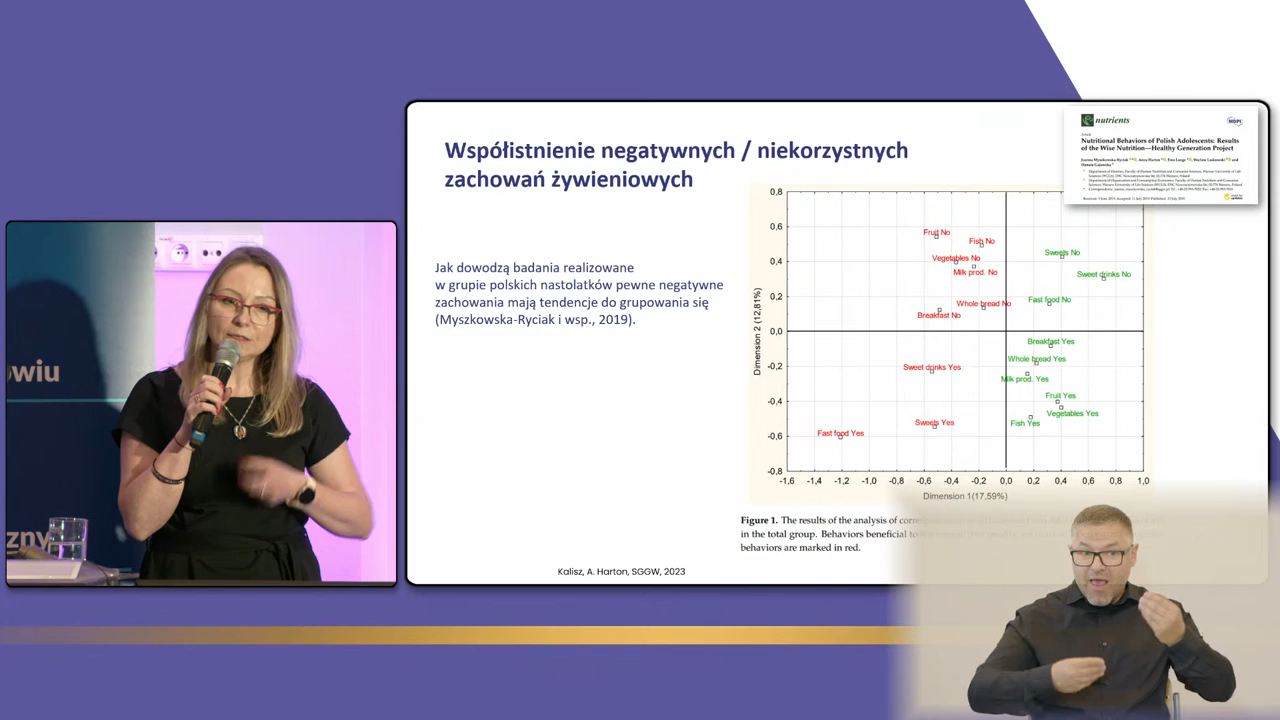 Współistnienie negatywnych / niekorzystnych
zachowań żywieniowych
nutrients
MDPI
Article
Nutritional Behaviors of Polish Adolescents: Results
of the Wise Nutrition—Healthy Generation Project
Jak dowodzą badania realizowane
w grupie polskich nastolatków pewne negatywne
zachowania mają tendencje do grupowania się
(Myszkowska-Ryciak i wsp., 2019).
Dimension 2 (12,81%)
0,8
0,6
0,4
0,2
0,0
-0,2
-0,4
-0,6
-0,8
Fruit No
Fish No
Vegetables No
Milk prod. No
Whole bread No
Breakfast No
Sweets No
Sweet drinks No
Fast food No
Breakfast Yes
Whole bread Yes
Milk prod. Yes
Fruit Yes
Vegetables Yes
Fish Yes
Sweet drinks Yes
Sweets Yes
Fast food Yes
-1,6 -1,4 -1,2 -1,0 -0,8 -0,6 -0,4 -0,2 0,0 0,2 0,4 0,6 0,8 1,0
Dimension 1(17,59%)
Figure 1. The results of the analysis of
in the total group. Behaviors beneficial
behaviors are marked in red.
Kalisz, A. Harton, SGGW, 2023
wiu
zny